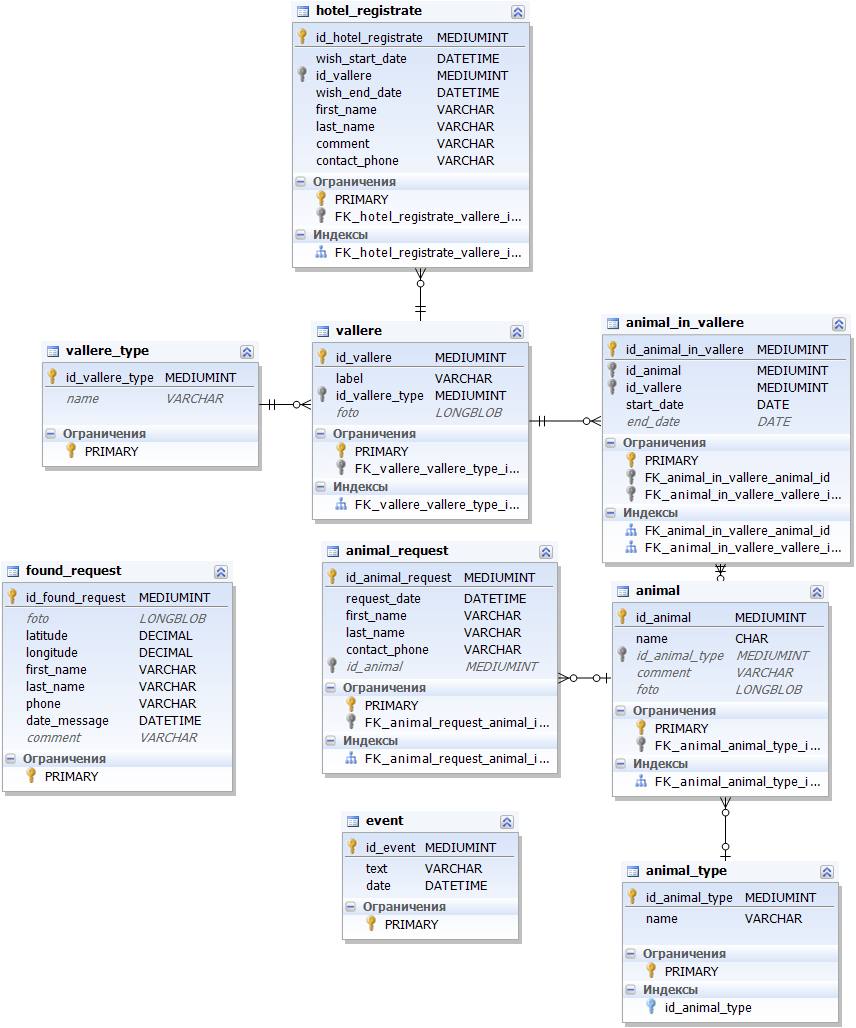 hotel_registrate
id_hotel_registrate MEDIUMINT
wish_start_date DATETIME
id_vallere MEDIUMINT
wish_end_date DATETIME
first_name VARCHAR
last_name VARCHAR
comment VARCHAR
contact_phone VARCHAR
Ограничения
PRIMARY
FK_hotel_registrate_vallere_i...
Индексы
FK_hotel_registrate_vallere_i...
vallere_type
id_vallere_type MEDIUMINT
name VARCHAR
Ограничения
PRIMARY
vallere
id_vallere MEDIUMINT
label VARCHAR
id_vallere_type MEDIUMINT
foto LONGBLOB
Ограничения
PRIMARY
FK_vallere_vallere_type_i...
Индексы
FK_vallere_vallere_type_i...
animal_in_vallere
id_animal_in_vallere MEDIUMINT
id_animal MEDIUMINT
id_vallere MEDIUMINT
start_date DATE
end_date DATE
Ограничения
PRIMARY
FK_animal_in_vallere_animal_id
FK_animal_in_vallere_vallere_i...
Индексы
FK_animal_in_vallere_animal_id
FK_animal_in_vallere_vallere_i...
found_request
id_found_request MEDIUMINT
foto LONGBLOB
latitude DECIMAL
longitude DECIMAL
first_name VARCHAR
last_name VARCHAR
phone VARCHAR
date_message DATETIME
comment VARCHAR
Ограничения
PRIMARY
animal_request
id_animal_request MEDIUMINT
request_date DATETIME
first_name VARCHAR
last_name VARCHAR
contact_phone VARCHAR
id_animal MEDIUMINT
Ограничения
PRIMARY
FK_animal_request_animal_i...
Индексы
FK_animal_request_animal_i...
animal
id_animal MEDIUMINT
name CHAR
id_animal_type MEDIUMINT
comment VARCHAR
foto LONGBLOB
Ограничения
PRIMARY
FK_animal_animal_type_i...
Индексы
FK_animal_animal_type_i...
event
id_event MEDIUMINT
text VARCHAR
date DATETIME
Ограничения
PRIMARY
animal_type
id_animal_type MEDIUMINT
name VARCHAR
Ограничения
PRIMARY
Индексы
id_animal_type